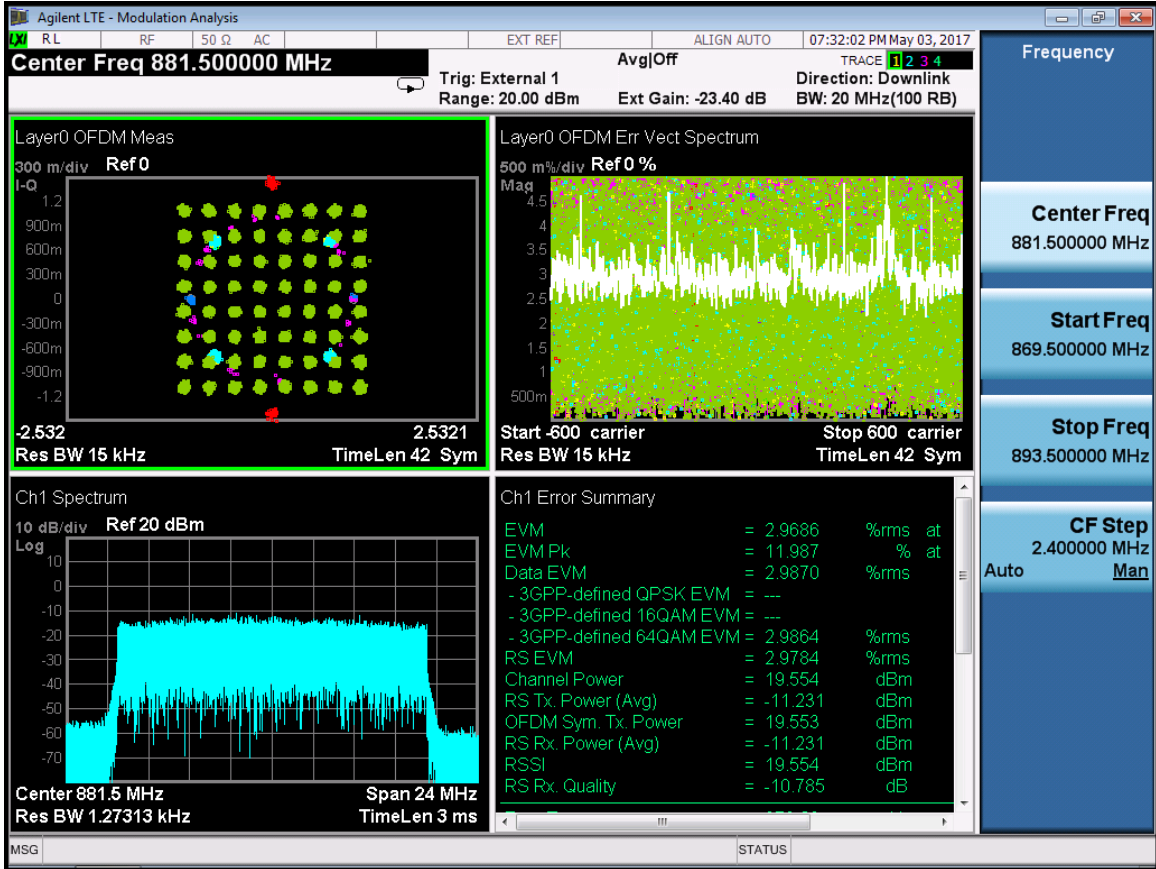 Agilent LTE - Modulation Analysis
LXI RL RF 50 Ω AC EXT REF ALIGN AUTO 07:32:02 PM May 03, 2017
Center Freq 881.500000 MHz
Avg|Off
TRACE 1 2 3 4
Trig: External 1
Direction: Downlink
Range: 20.00 dBm Ext Gain: -23.40 dB BW: 20 MHz(100 RB)
Layer0 OFDM Meas
300 m/div Ref 0
I-Q
1.2
900m
600m
300m
0
-300m
-600m
-900m
-1.2
-2.532 2.5321
Res BW 15 kHz TimeLen 42 Sym
Layer0 OFDM Err Vect Spectrum
500 m%/div Ref 0 %
Mag
4.5
4
3.5
3
2.5
2
1.5
1
500m
Start -600 carrier Stop 600 carrier
Res BW 15 kHz TimeLen 42 Sym
Ch1 Spectrum
10 dB/div Ref 20 dBm
Log
10
0
-10
-20
-30
-40
-50
-60
-70
Center 881.5 MHz Span 24 MHz
Res BW 1.27313 kHz TimeLen 3 ms
Ch1 Error Summary
EVM = 2.9686 %rms at
EVM Pk = 11.987 % at
Data EVM = 2.9870 %rms
- 3GPP-defined QPSK EVM = ---
- 3GPP-defined 16QAM EVM = ---
- 3GPP-defined 64QAM EVM = 2.9864 %rms
RS EVM = 2.9784 %rms
Channel Power = 19.554 dBm
RS Tx. Power (Avg) = -11.231 dBm
OFDM Sym. Tx. Power = 19.553 dBm
RS Rx. Power (Avg) = -11.231 dBm
RSSI = 19.554 dBm
RS Rx. Quality = -10.785 dB
Frequency
Center Freq
881.500000 MHz
Start Freq
869.500000 MHz
Stop Freq
893.500000 MHz
CF Step
2.400000 MHz
Auto Man
MSG STATUS